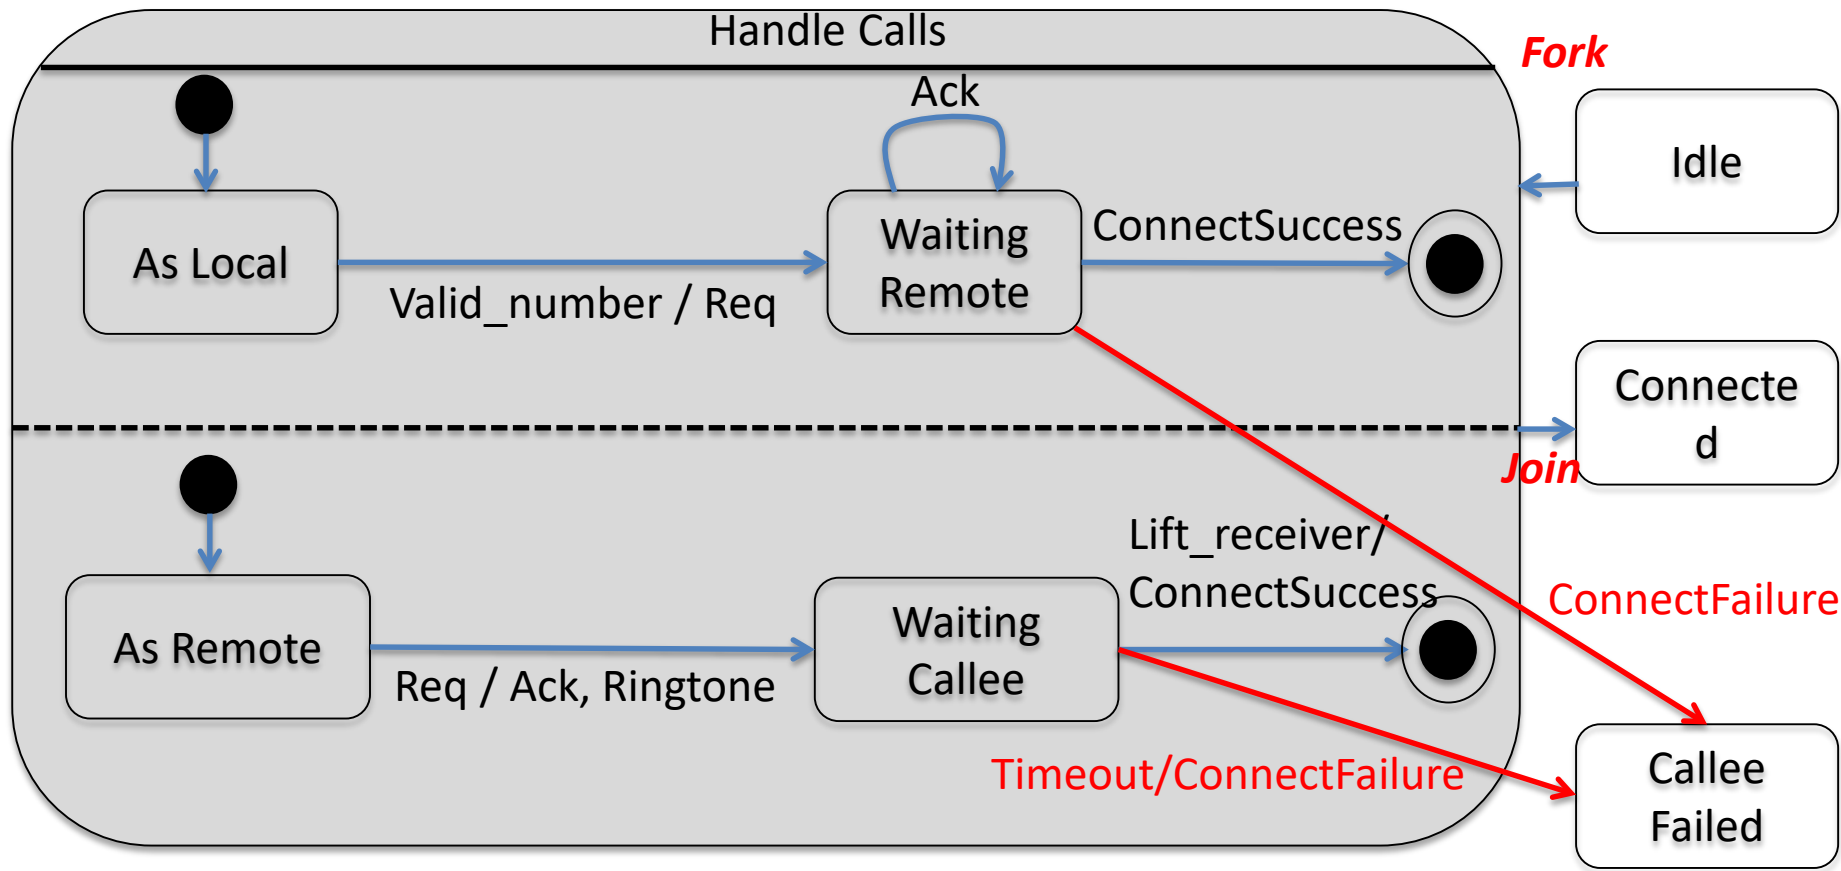 Handle Calls
Fork
Ack
Idle
As Local
Waiting
Remote
ConnectSuccess
Valid_number / Req
Connecte
d
Join
Lift_receiver/
ConnectSuccess
ConnectFailure
As Remote
Waiting
Callee
Req / Ack, Ringtone
Timeout/ConnectFailure
Callee
Failed